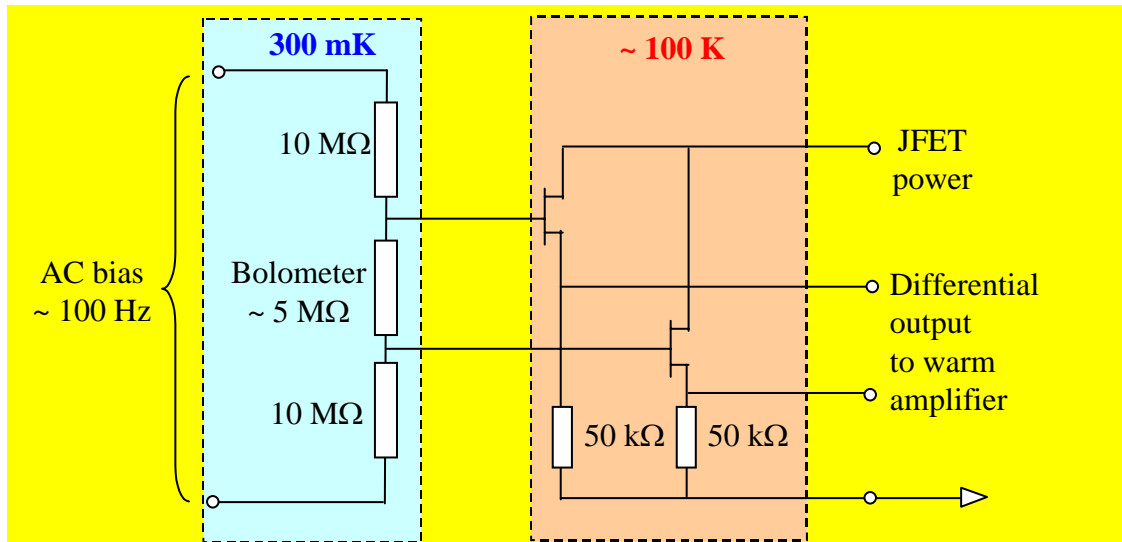 300 mK
~ 100 K
10 MΩ
JFET
power
AC bias
~ 100 Hz
Bolometer
~ 5 MΩ
Differential
output
to warm
amplifier
10 MΩ
50 kΩ
50 kΩ